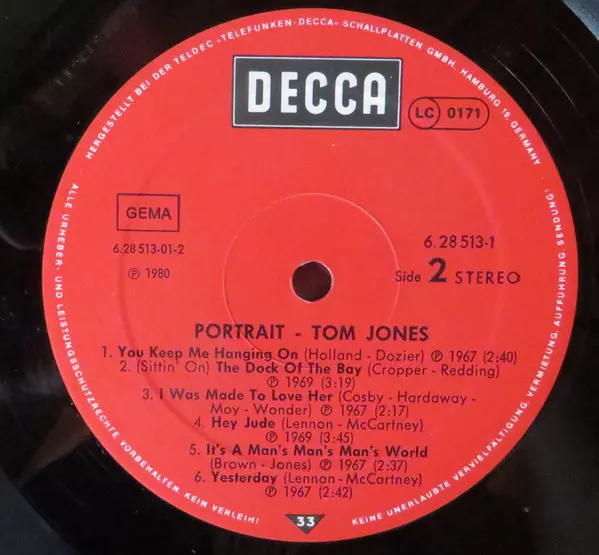 HERGESTELLT BEI DER TELDEC »TELEFUNKEN-DECCA« SCHALLPLATTEN GMBH, HAMBURG 19, GERMANY
DECCA
LC 0171
GEMA
6.28 513-01-2
℗ 1980
6.28 513-1
Side 2 STEREO
PORTRAIT - TOM JONES
1. You Keep Me Hanging On (Holland - Dozier) ℗ 1967 (2:40)
2. (Sittin' On) The Dock Of The Bay (Cropper - Redding)
℗ 1969 (3:19)
3. I Was Made To Love Her (Cosby - Hardaway -
Moy - Wonder) ℗ 1967 (2:17)
4. Hey Jude (Lennon - McCartney)
℗ 1969 (3:45)
5. It's A Man's Man's Man's World
(Brown - Jones) ℗ 1967 (2:37)
6. Yesterday (Lennon - McCartney)
℗ 1967 (2:42)
33
ALLE URHEBER- UND LEISTUNGSSCHUTZRECHTE VORBEHALTEN. KEIN VERLEIH!
KEINE UNERLAUBTE VERVIELFÄLTIGUNG, VERMIETUNG, AUFFÜHRUNG, SENDUNG!